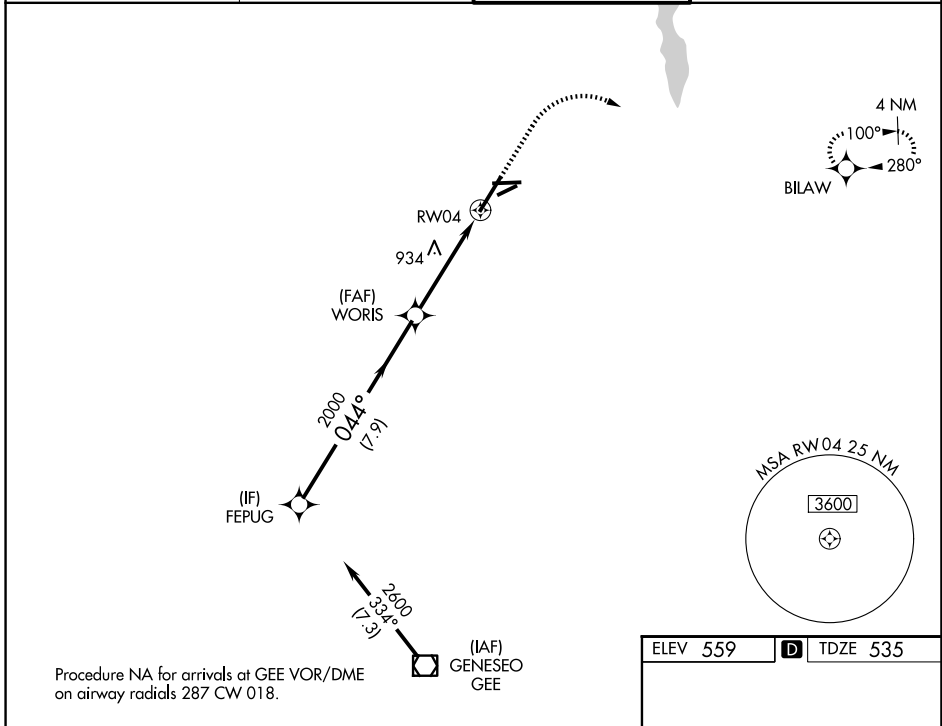 4 NM
100°
280°
BILAW
RW04
934
(FAF)
WORIS
2000
044°
(7.9)
(IF)
FEPUG
MSA RW04 25 NM
3600
2600
334°
(7.3)
(IAF)
GENESEO
GEE
Procedure NA for arrivals at GEE VOR/DME
on airway radials 287 CW 018.
ELEV 559 D TDZE 535